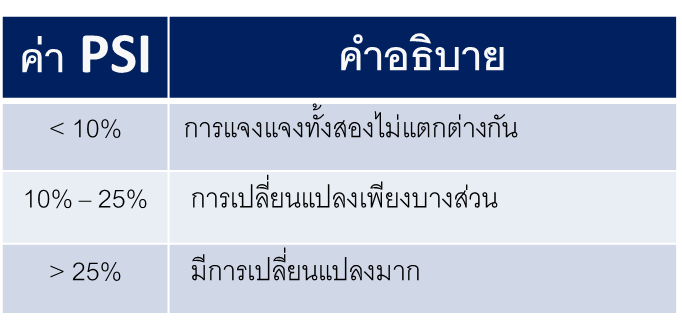 ค่า PSI คำอธิบาย
< 10% การแจงแจงทั้งสองไม่แตกต่างกัน
10% – 25% การเปลี่ยนแปลงเพียงบางส่วน
> 25% มีการเปลี่ยนแปลงมาก